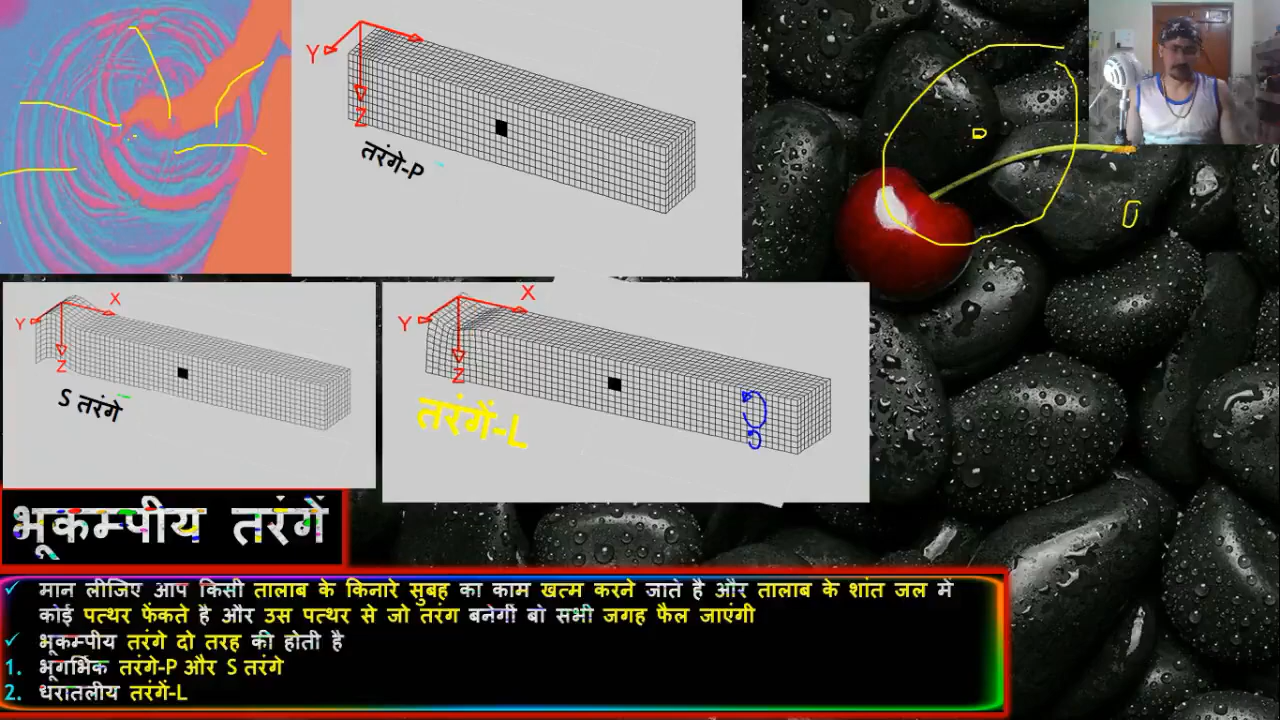 Y
Z
तरंगे-P
P
0
X
Y
Z
S तरंगे
X
Y
Z
तरंगें-L
भूकम्पीय तरंगें
✓ मान लीजिए आप किसी तालाब के किनारे सुबह का काम खत्म करने जाते है और तालाब के शांत जल में
कोई पत्थर फेंकते है और उस पत्थर से जो तरंग बनेगीं बो सभी जगह फैल जाएंगी
✓ भूकम्पीय तरंगे दो तरह की होती है
1. भूगर्भिक तरंगे-P और S तरंगे
2. धरातलीय तरंगें-L